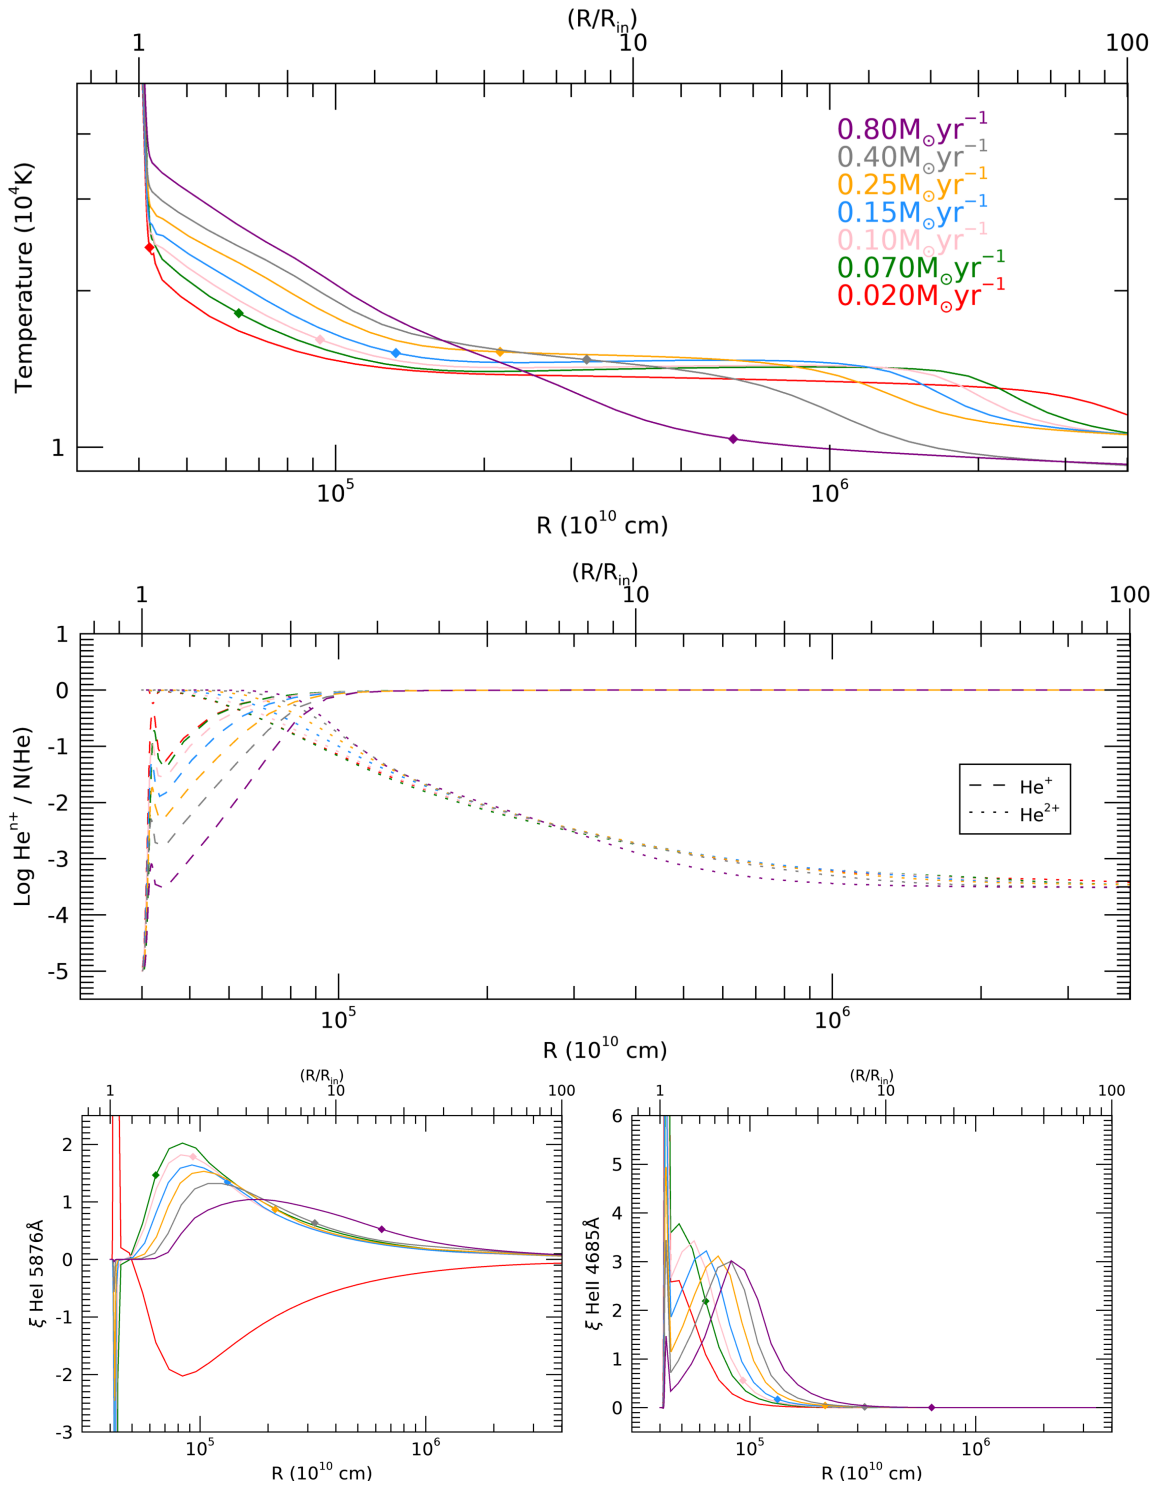 (R/Rin)
1 10 100
0.80M⊙yr⁻¹
0.40M⊙yr⁻¹
0.25M⊙yr⁻¹
0.15M⊙yr⁻¹
0.10M⊙yr⁻¹
0.070M⊙yr⁻¹
0.020M⊙yr⁻¹
Temperature (10⁴K)
1
10⁵ 10⁶
R (10¹⁰ cm)
(R/Rin)
1 10 100
1
0
-1
-2
-3
-4
-5
Log Heⁿ⁺ / N(He)
He⁺
He²⁺
10⁵ 10⁶
R (10¹⁰ cm)
(R/Rin)
1 10 100
2
1
0
-1
-2
-3
ξ HeI 5876Å
10⁵ 10⁶
R (10¹⁰ cm)
(R/Rin)
1 10 100
6
5
4
3
2
1
0
ξ HeII 4685Å
10⁵ 10⁶
R (10¹⁰ cm)